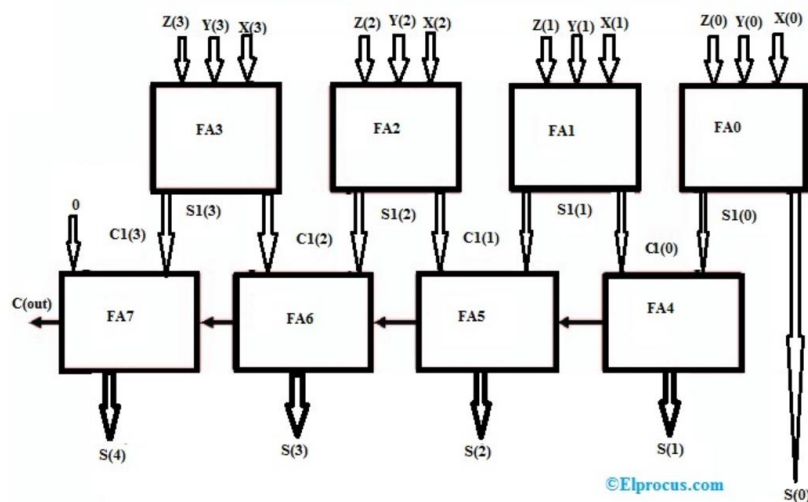 Z(3) Y(3) X(3) Z(2) Y(2) X(2) Z(1) Y(1) X(1) Z(0) Y(0) X(0)
FA3 FA2 FA1 FA0
0 S1(3) S1(2) S1(1) S1(0)
C1(3) C1(2) C1(1) C1(0)
C(out) FA7 FA6 FA5 FA4
S(4) S(3) S(2) S(1)
©Elprocus.com S(0)